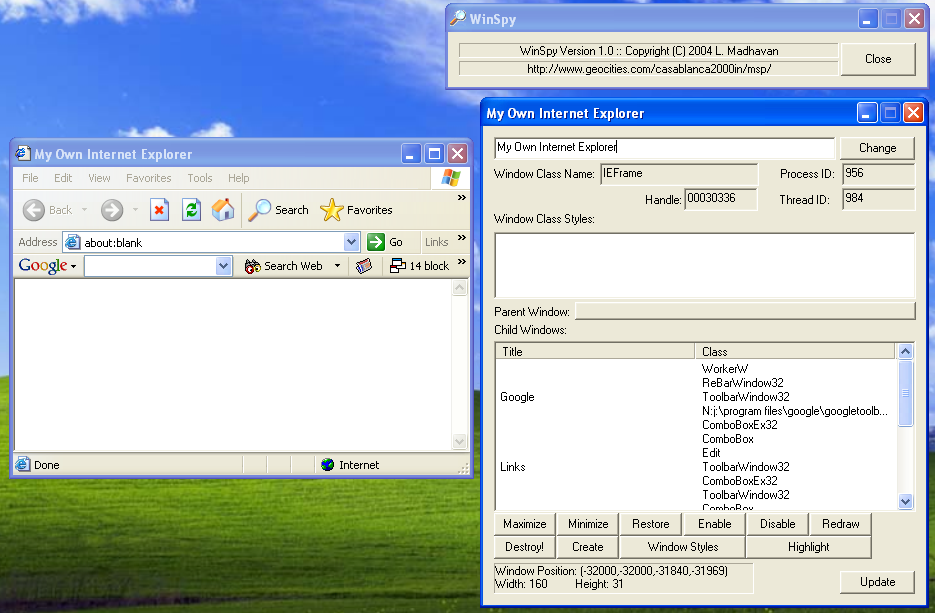 WinSpy
WinSpy Version 1.0 :: Copyright (C) 2004 L. Madhavan
http://www.geocities.com/casablanca2000in/msp/
Close
My Own Internet Explorer
File Edit View Favorites Tools Help
Back Search Favorites »
Address about:blank Go Links »
Google Search Web 14 block »
Done Internet
My Own Internet Explorer
My Own Internet Explorer Change
Window Class Name: IEFrame Process ID: 956
Handle: 00030336 Thread ID: 984
Window Class Styles:
Parent Window:
Child Windows:
Title Class
WorkerW
ReBarWindow32
Google ToolbarWindow32
N:j:\program files\google\googletoolb...
ComboBoxEx32
ComboBox
Edit
Links ToolbarWindow32
ComboBoxEx32
ToolbarWindow32
ComboBox
Maximize Minimize Restore Enable Disable Redraw
Destroy! Create Window Styles Highlight
Window Position: (-32000,-32000,-31840,-31969)
Width: 160 Height: 31
Update